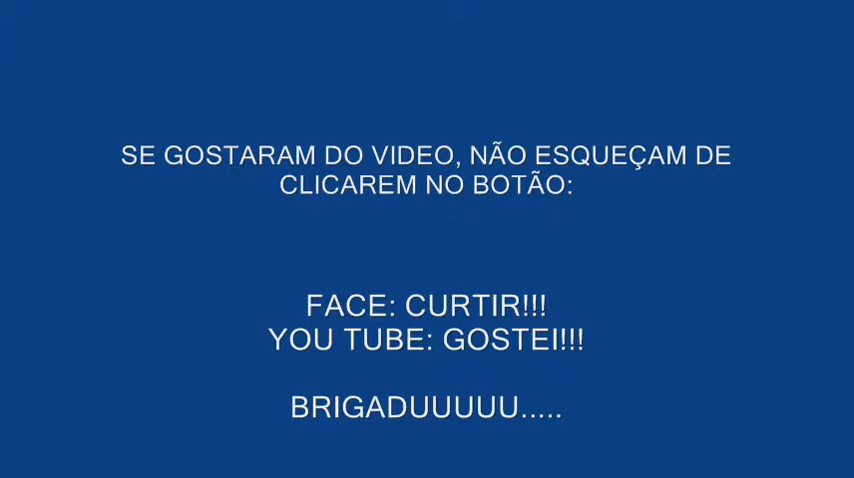 SE GOSTARAM DO VIDEO, NÃO ESQUEÇAM DE
CLICAREM NO BOTÃO:
FACE: CURTIR!!!
YOU TUBE: GOSTEI!!!
BRIGADUUUUU.....